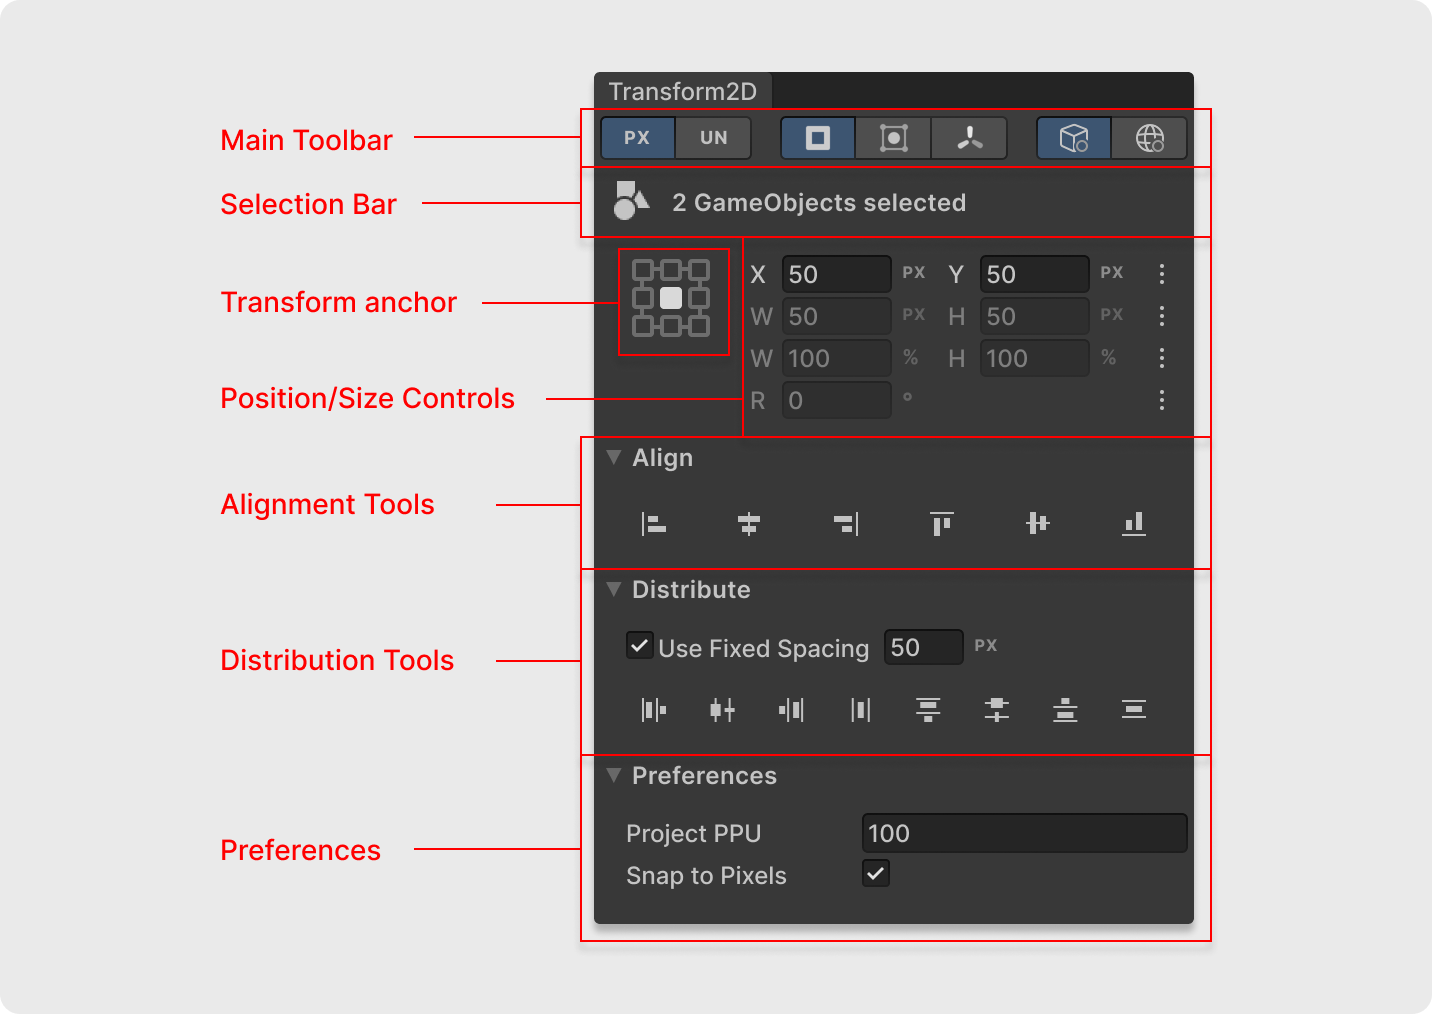 Transform2D
Main Toolbar
PX UN
Selection Bar
2 GameObjects selected
Transform anchor
X 50 PX Y 50 PX
W 50 PX H 50 PX
W 100 % H 100 %
Position/Size Controls
R 0 °
Align
Alignment Tools
Distribute
Use Fixed Spacing 50 PX
Distribution Tools
Preferences
Project PPU 100
Preferences
Snap to Pixels